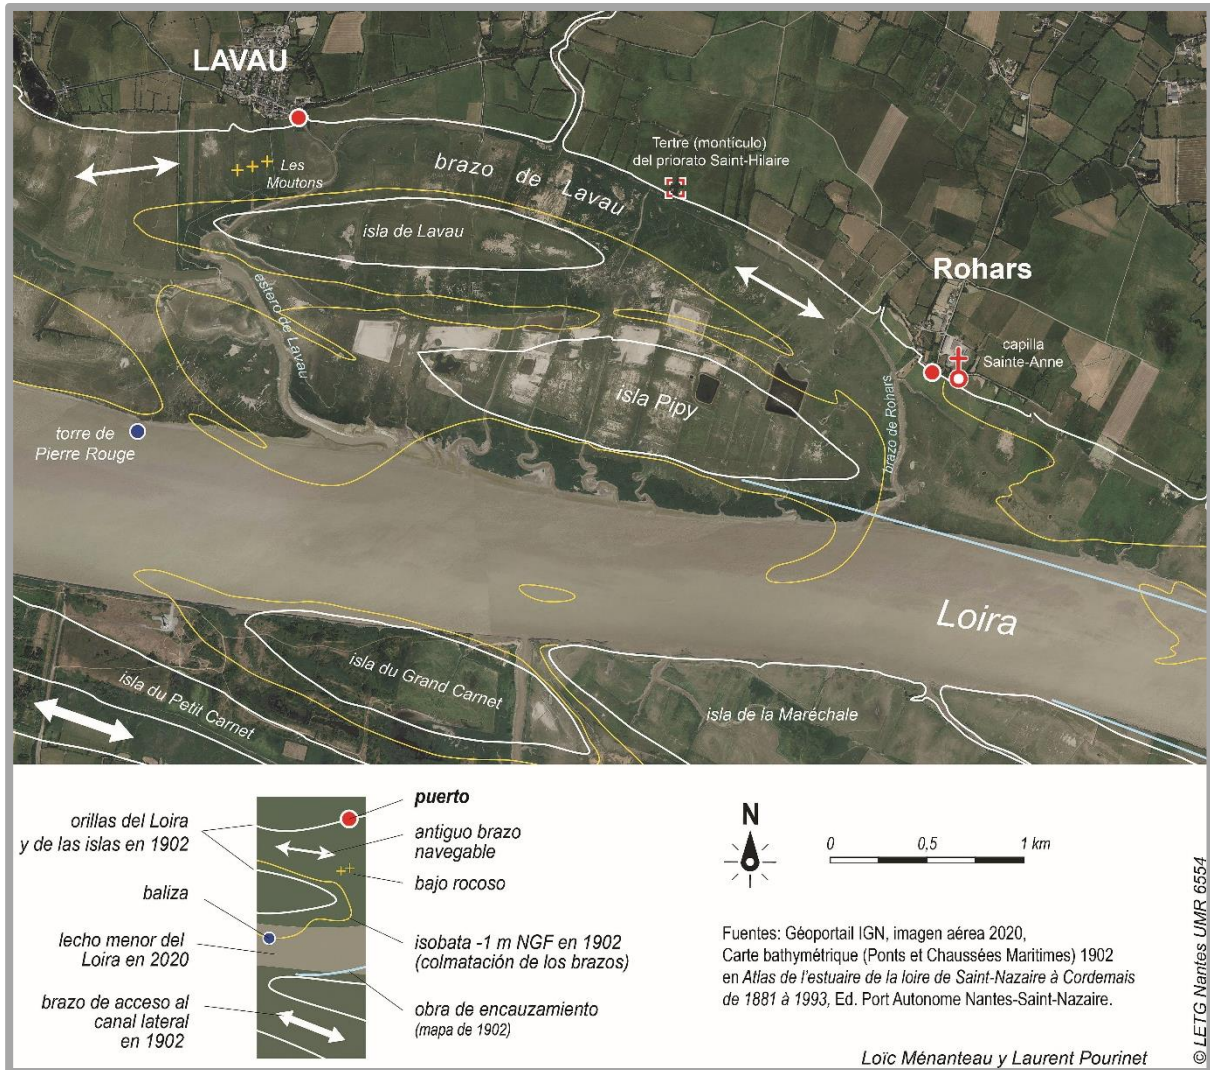 LAVAU
Les
Moutons
brazo de Lavau
Tertre (montículo)
del priorato Saint-Hilaire
isla de Lavau
estero de Lavau
Rohars
capilla
Sainte-Anne
isla Pipy
brazo de Rohars
torre de
Pierre Rouge
Loira
isla du Grand Carnet
isla du Petit Carnet
isla de la Maréchale
orillas del Loira
y de las islas en 1902
baliza
lecho menor del
Loira en 2020
brazo de acceso al
canal lateral
en 1902
puerto
antiguo brazo
navegable
bajo rocoso
isobata -1 m NGF en 1902
(colmatación de los brazos)
obra de encauzamiento
(mapa de 1902)
N
0 0,5 1 km
Fuentes: Géoportail IGN, imagen aérea 2020,
Carte bathymétrique (Ponts et Chaussées Maritimes) 1902
en Atlas de l'estuaire de la loire de Saint-Nazaire à Cordemais
de 1881 à 1993, Ed. Port Autonome Nantes-Saint-Nazaire.
Loïc Ménanteau y Laurent Pourinet
© LETG Nantes UMR 6554